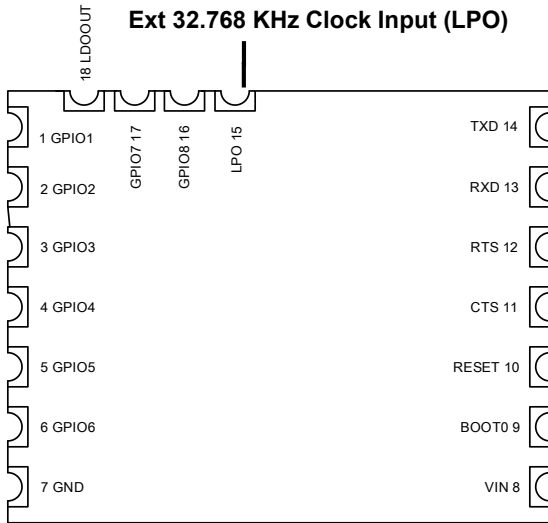 Ext 32.768 KHz Clock Input (LPO)
18 LDOOUT
GPIO7 17
GPIO8 16
LPO 15
1 GPIO1
TXD 14
2 GPIO2
RXD 13
3 GPIO3
RTS 12
4 GPIO4
CTS 11
5 GPIO5
RESET 10
6 GPIO6
BOOT0 9
7 GND
VIN 8